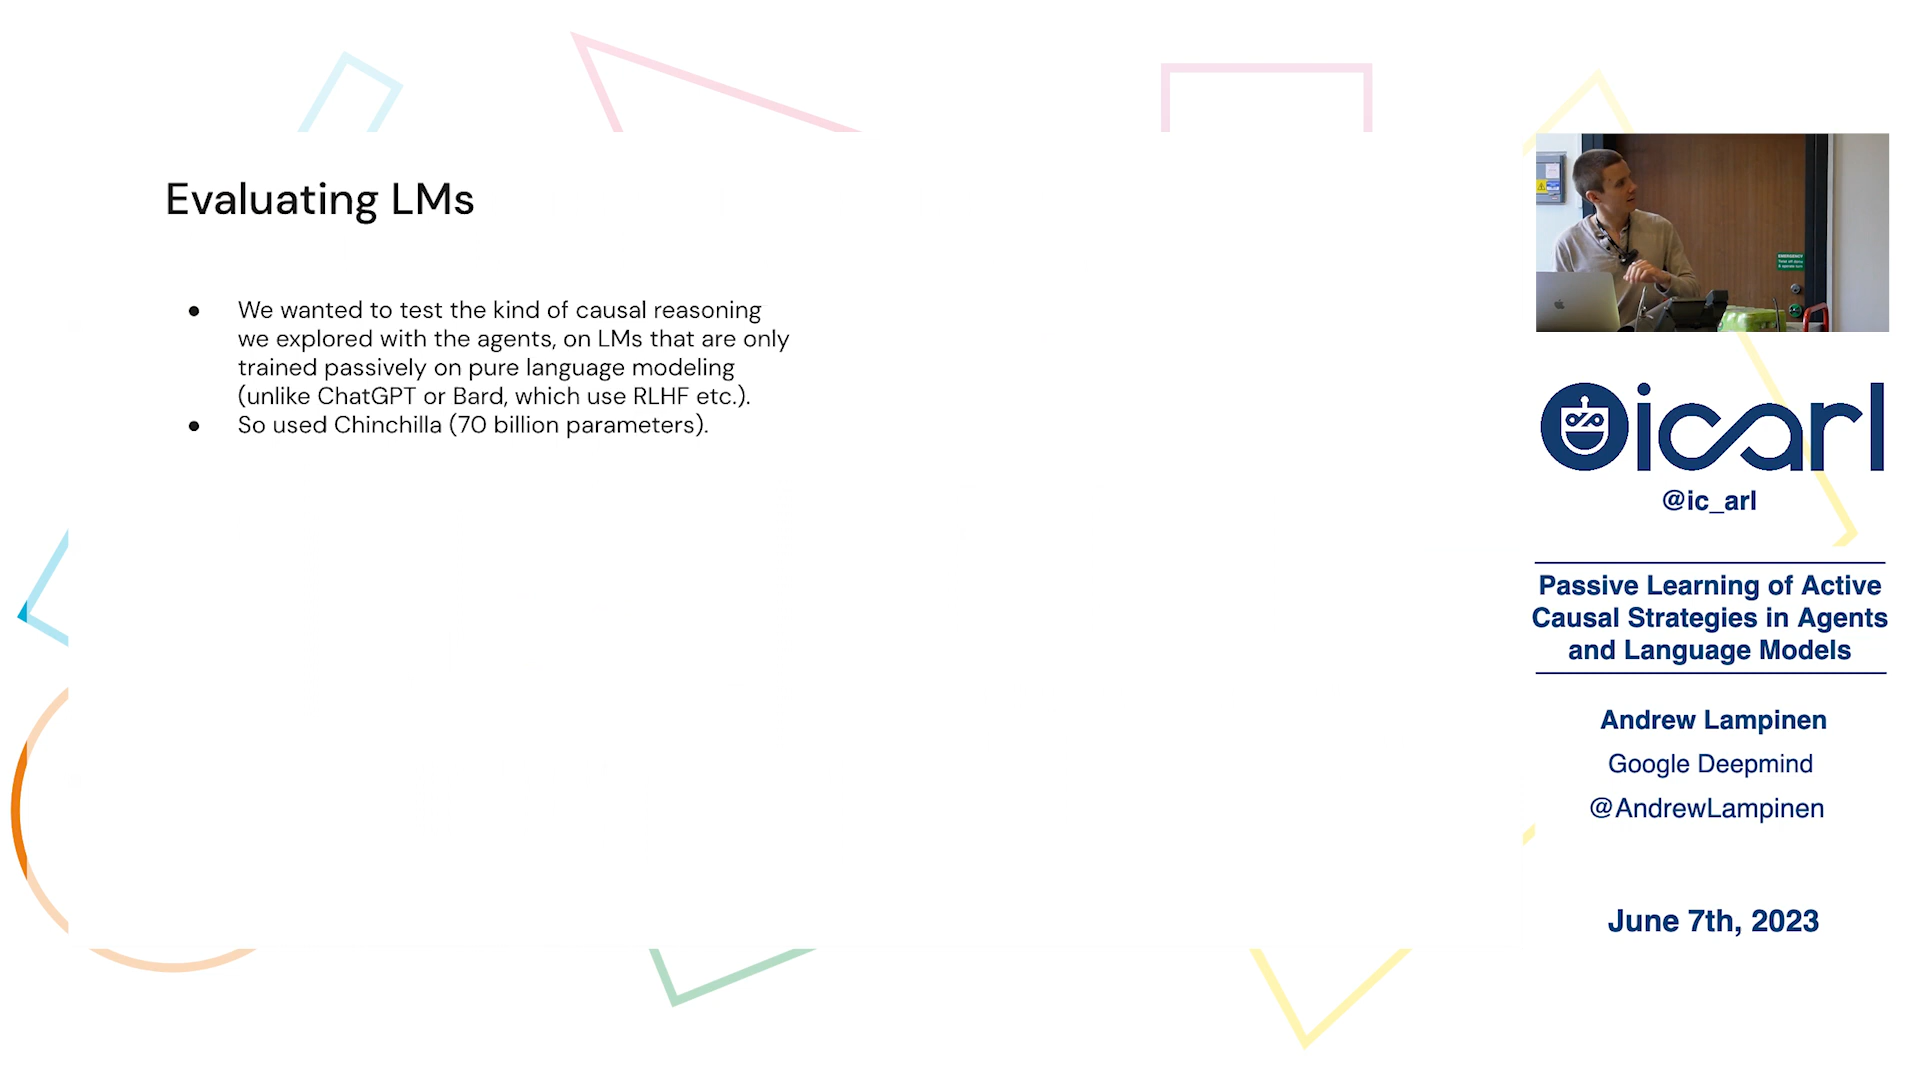 Evaluating LMs
● We wanted to test the kind of causal reasoning
we explored with the agents, on LMs that are only
trained passively on pure language modeling
(unlike ChatGPT or Bard, which use RLHF etc.).
● So used Chinchilla (70 billion parameters).
EMERGENCY
icarl
@ic_arl
Passive Learning of Active
Causal Strategies in Agents
and Language Models
Andrew Lampinen
Google Deepmind
@AndrewLampinen
June 7th, 2023